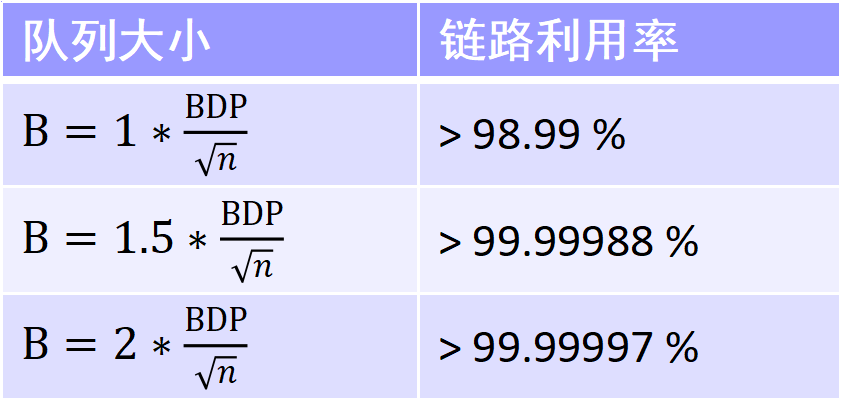 队列大小 链路利用率
B = 1 * BDP/√n > 98.99 %
B = 1.5 * BDP/√n > 99.99988 %
B = 2 * BDP/√n > 99.99997 %